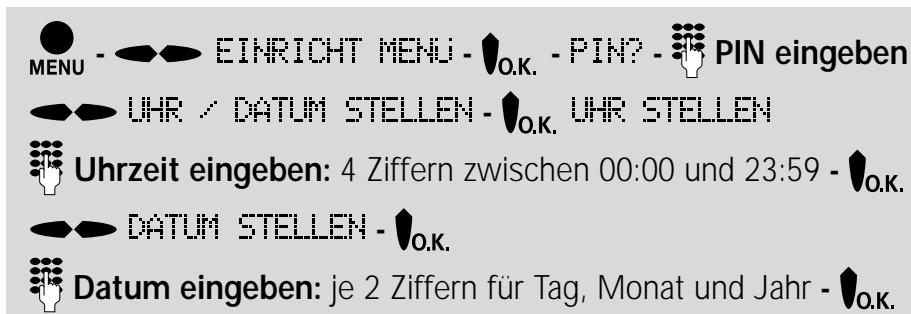 MENU - EINRICHT MENÜ - O.K. - PIN? - PIN eingeben
UHR / DATUM STELLEN - O.K. UHR STELLEN
Uhrzeit eingeben: 4 Ziffern zwischen 00:00 und 23:59 - O.K.
DATUM STELLEN - O.K.
Datum eingeben: je 2 Ziffern für Tag, Monat und Jahr - O.K.